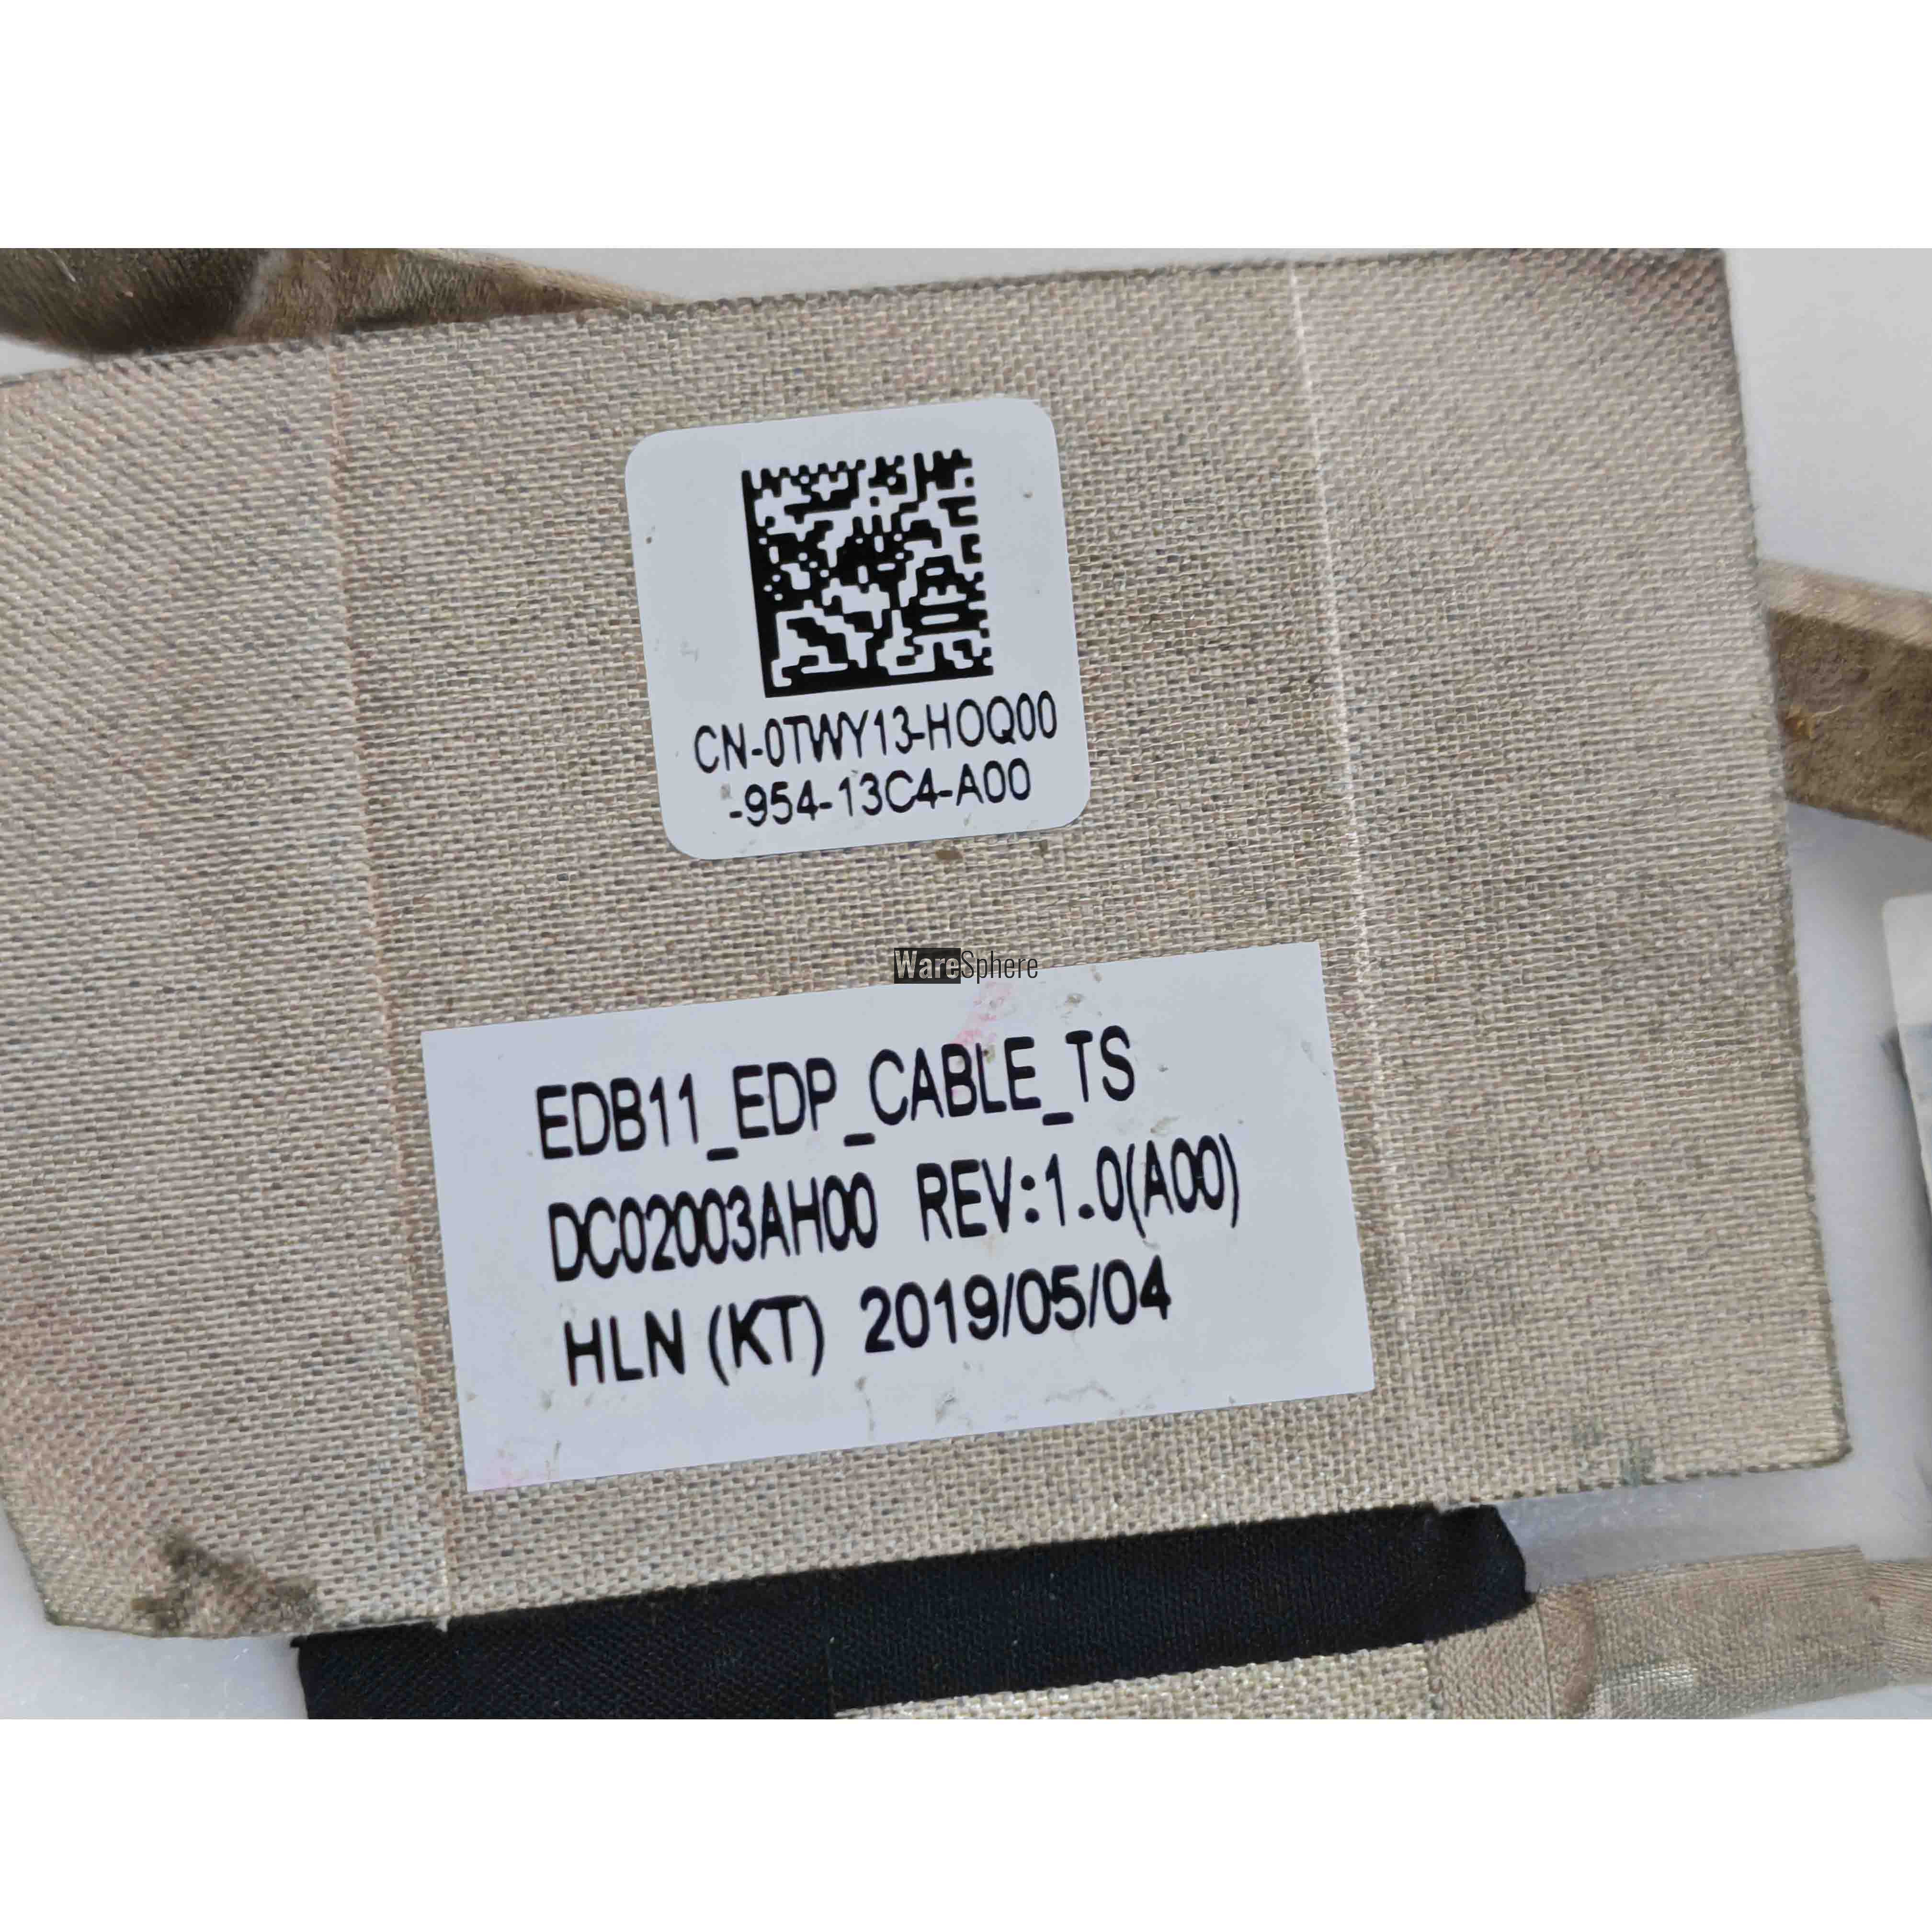 CN-0TWY13-HOQ00
-954-13C4-A00
WareSphere
EDB11_EDP_CABLE_TS
DC02003AH00 REV:1.0(A00)
HLN (KT) 2019/05/04